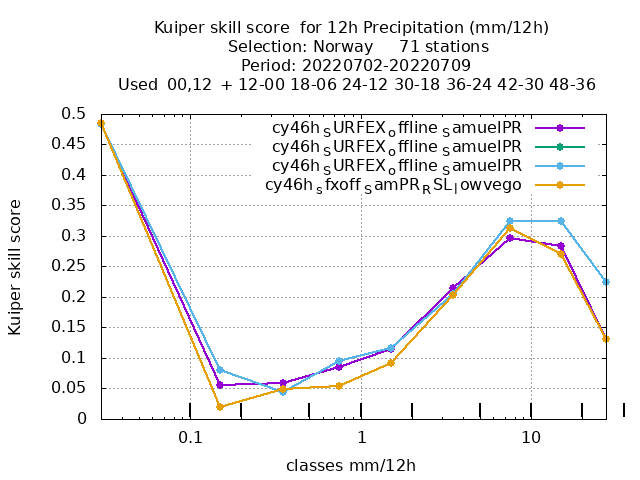 Kuiper skill score for 12h Precipitation (mm/12h)
Selection: Norway 71 stations
Period: 20220702-20220709
Used 00,12 + 12-00 18-06 24-12 30-18 36-24 42-30 48-36
cy46h_SURFEX_offline_SamuelPR
cy46h_SURFEX_offline_SamuelPR
cy46h_SURFEX_offline_SamuelPR
cy46h_sfxoff_SamPR_RSL_lowvego
Kuiper skill score
0.5
0.45
0.4
0.35
0.3
0.25
0.2
0.15
0.1
0.05
0
0.1
1
10
classes mm/12h